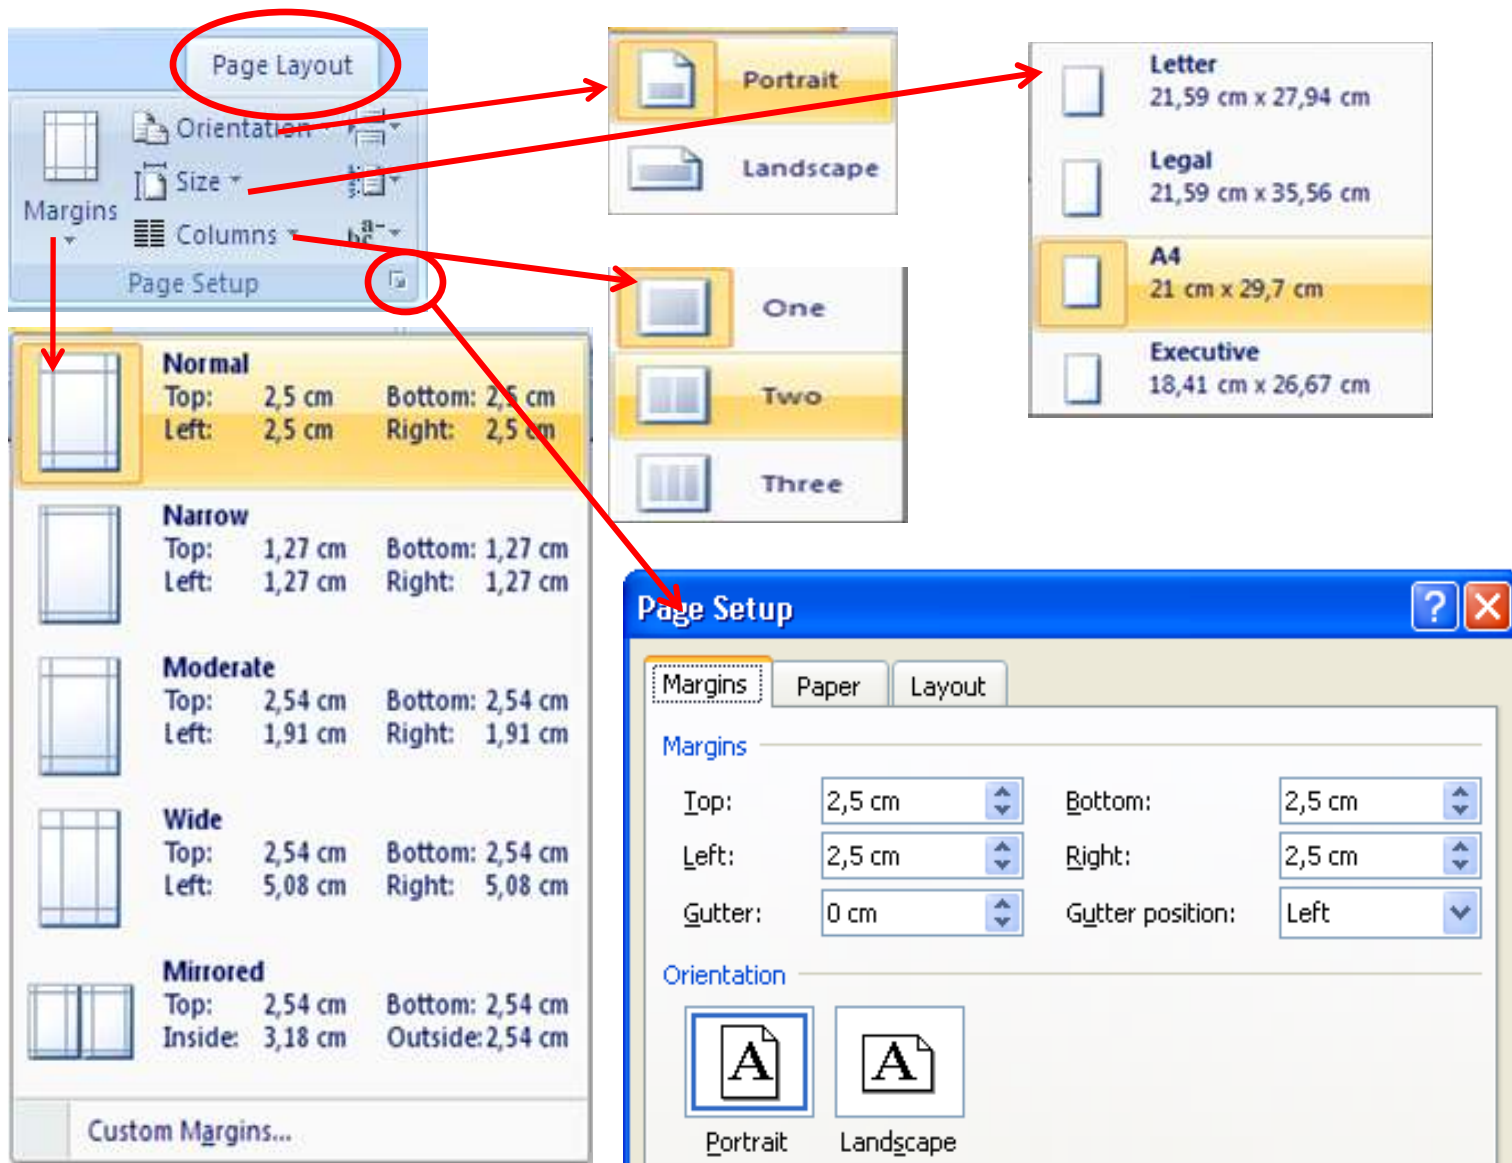 Page Layout
Orientation
Size
Margins
Columns
Page Setup
Portrait
Landscape
Letter
21,59 cm x 27,94 cm
Legal
21,59 cm x 35,56 cm
A4
21 cm x 29,7 cm
Executive
18,41 cm x 26,67 cm
One
Two
Three
Normal
Top: 2,5 cm Bottom: 2,5 cm
Left: 2,5 cm Right: 2,5 cm
Narrow
Top: 1,27 cm Bottom: 1,27 cm
Left: 1,27 cm Right: 1,27 cm
Moderate
Top: 2,54 cm Bottom: 2,54 cm
Left: 1,91 cm Right: 1,91 cm
Wide
Top: 2,54 cm Bottom: 2,54 cm
Left: 5,08 cm Right: 5,08 cm
Mirrored
Top: 2,54 cm Bottom: 2,54 cm
Inside: 3,18 cm Outside: 2,54 cm
Custom Margins...
Page Setup
Margins Paper Layout
Margins
Top: 2,5 cm Bottom: 2,5 cm
Left: 2,5 cm Right: 2,5 cm
Gutter: 0 cm Gutter position: Left
Orientation
A A
Portrait Landscape